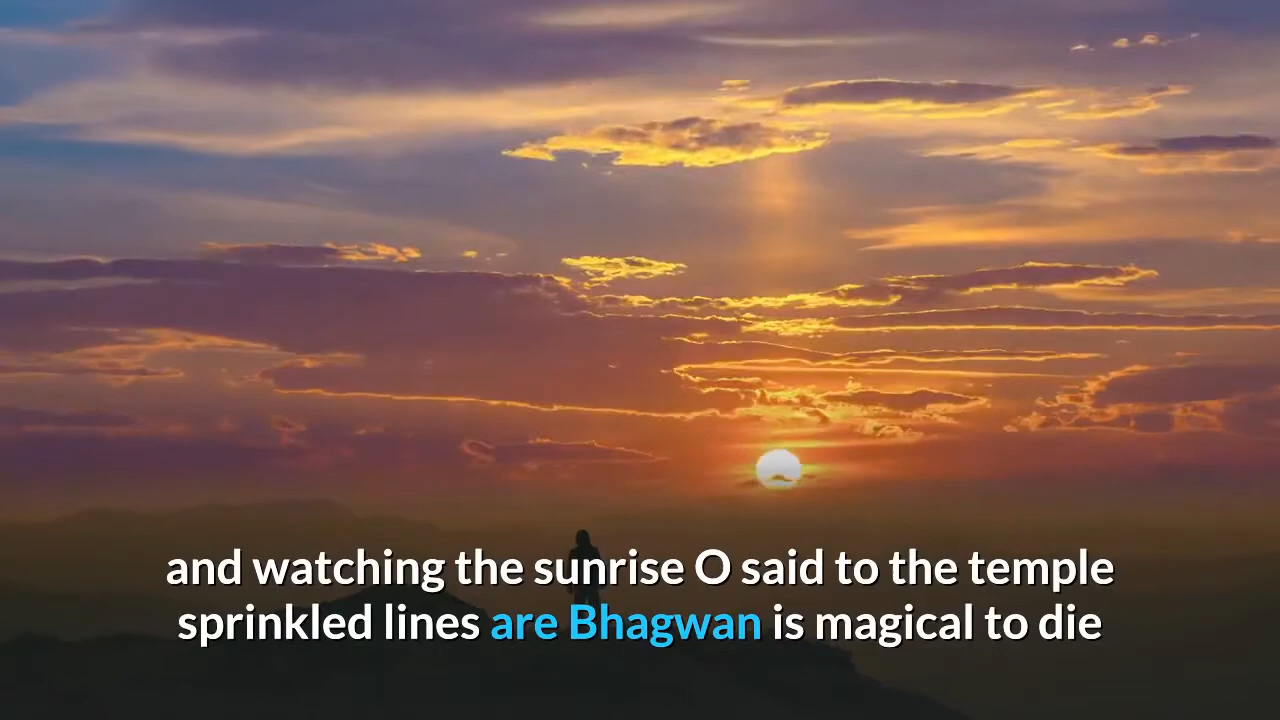 and watching the sunrise O said to the temple
sprinkled lines are Bhagwan is magical to die